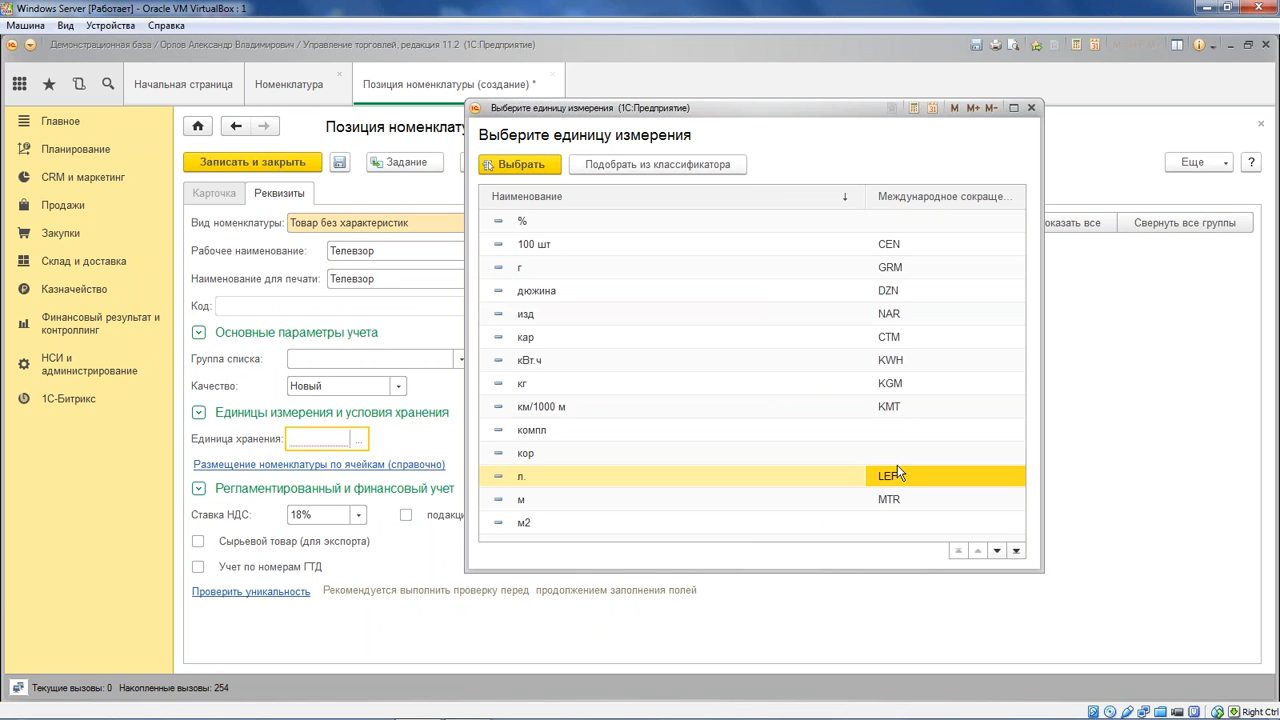 Windows Server [Работает] - Oracle VM VirtualBox : 1
Машина Вид Устройства Справка
Демонстрационная база / Орлов Александр Владимирович / Управление торговлей, редакция 11.2 (1С:Предприятие)
Начальная страница Номенклатура Позиция номенклатуры (создание) *
Главное
Планирование
CRM и маркетинг
Продажи
Закупки
Склад и доставка
Казначейство
Финансовый результат и
контроллинг
НСИ и
администрирование
1С-Битрикс
Позиция номенклату
Записать и закрыть Задание Еще ?
Карточка Реквизиты
Вид номенклатуры: Товар без характеристик оказать все Свернуть все группы
Рабочее наименование: Телевзор
Наименование для печати: Телевзор
Код:
Основные параметры учета
Группа списка:
Качество: Новый
Единицы измерения и условия хранения
Единица хранения: ...
Размещение номенклатуры по ячейкам (справочно)
Регламентированный и финансовый учет
Ставка НДС: 18% подакц
Сырьевой товар (для экспорта)
Учет по номерам ГТД
Проверить уникальность Рекомендуется выполнить проверку перед продолжением заполнения полей
Выберите единицу измерения (1С:Предприятие) M M+ M-
Выберите единицу измерения
Выбрать Подобрать из классификатора
Наименование Международное сокраще...
%
100 шт CEN
г GRM
дюжина DZN
изд NAR
кар CTM
кВт.ч KWH
кг KGM
км/1000 м KMT
компл
кор
л.
м MTR
м2
Текущие вызовы: 0 Накопленные вызовы: 254
Right Ctrl